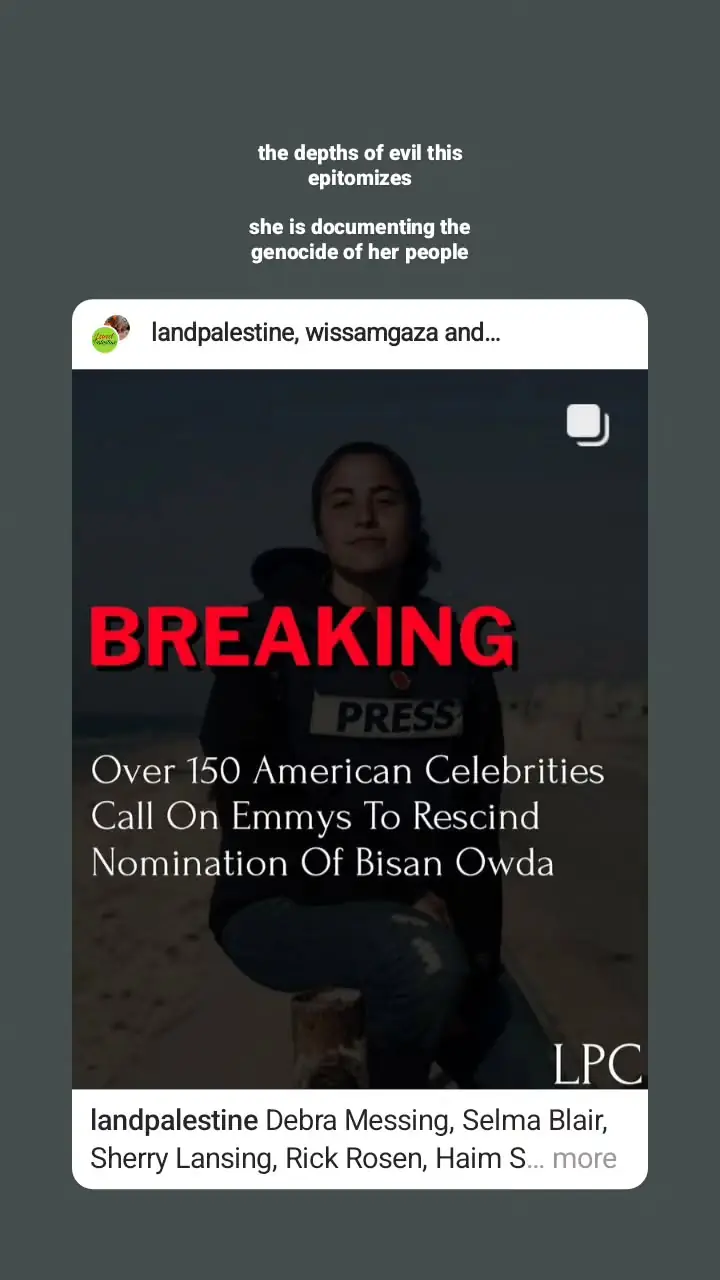 the depths of evil this
epitomizes
she is documenting the
genocide of her people
landpalestine, wissamgaza and...
BREAKING
PRESS
Over 150 American Celebrities
Call On Emmys To Rescind
Nomination Of Bisan Owda
LPC
landpalestine Debra Messing, Selma Blair,
Sherry Lansing, Rick Rosen, Haim S... more